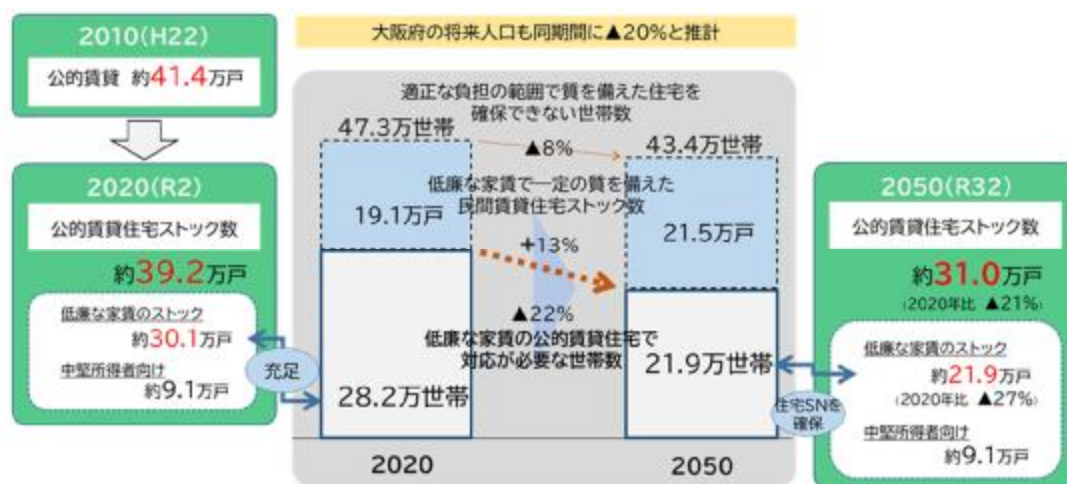 2010(H22)
公的賃貸 約41.4万戸
2020(R2)
公的賃貸住宅ストック数
約39.2万戸
低廉な家賃のストック
約30.1万戸
中堅所得者向け
約9.1万戸
充足
大阪府の将来人口も同期間に▲20%と推計
適正な負担の範囲で質を備えた住宅を
確保できない世帯数
47.3万世帯
▲8%
43.4万世帯
低廉な家賃で一定の質を備えた
民間賃貸住宅ストック数
19.1万戸
+13%
21.5万戸
▲22%
低廉な家賃の公的賃貸住宅で
対応が必要な世帯数
28.2万世帯
21.9万世帯
2020
2050
住宅SNを
確保
2050(R32)
公的賃貸住宅ストック数
約31.0万戸
(2020年比 ▲21%)
低廉な家賃のストック
約21.9万戸
(2020年比 ▲27%)
中堅所得者向け
約9.1万戸